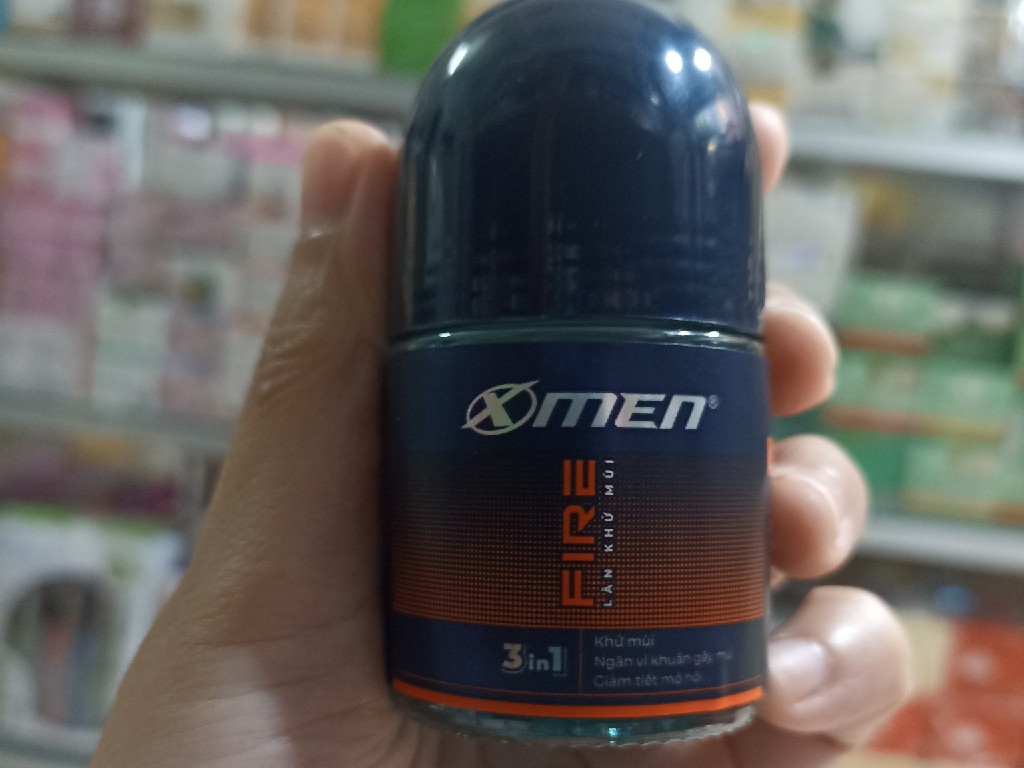 XMEN®
FIRE
LĂN KHỬ MÙI
3in1
Khử mùi
Ngăn vi khuẩn gây mùi
Giảm tiết mồ hôi